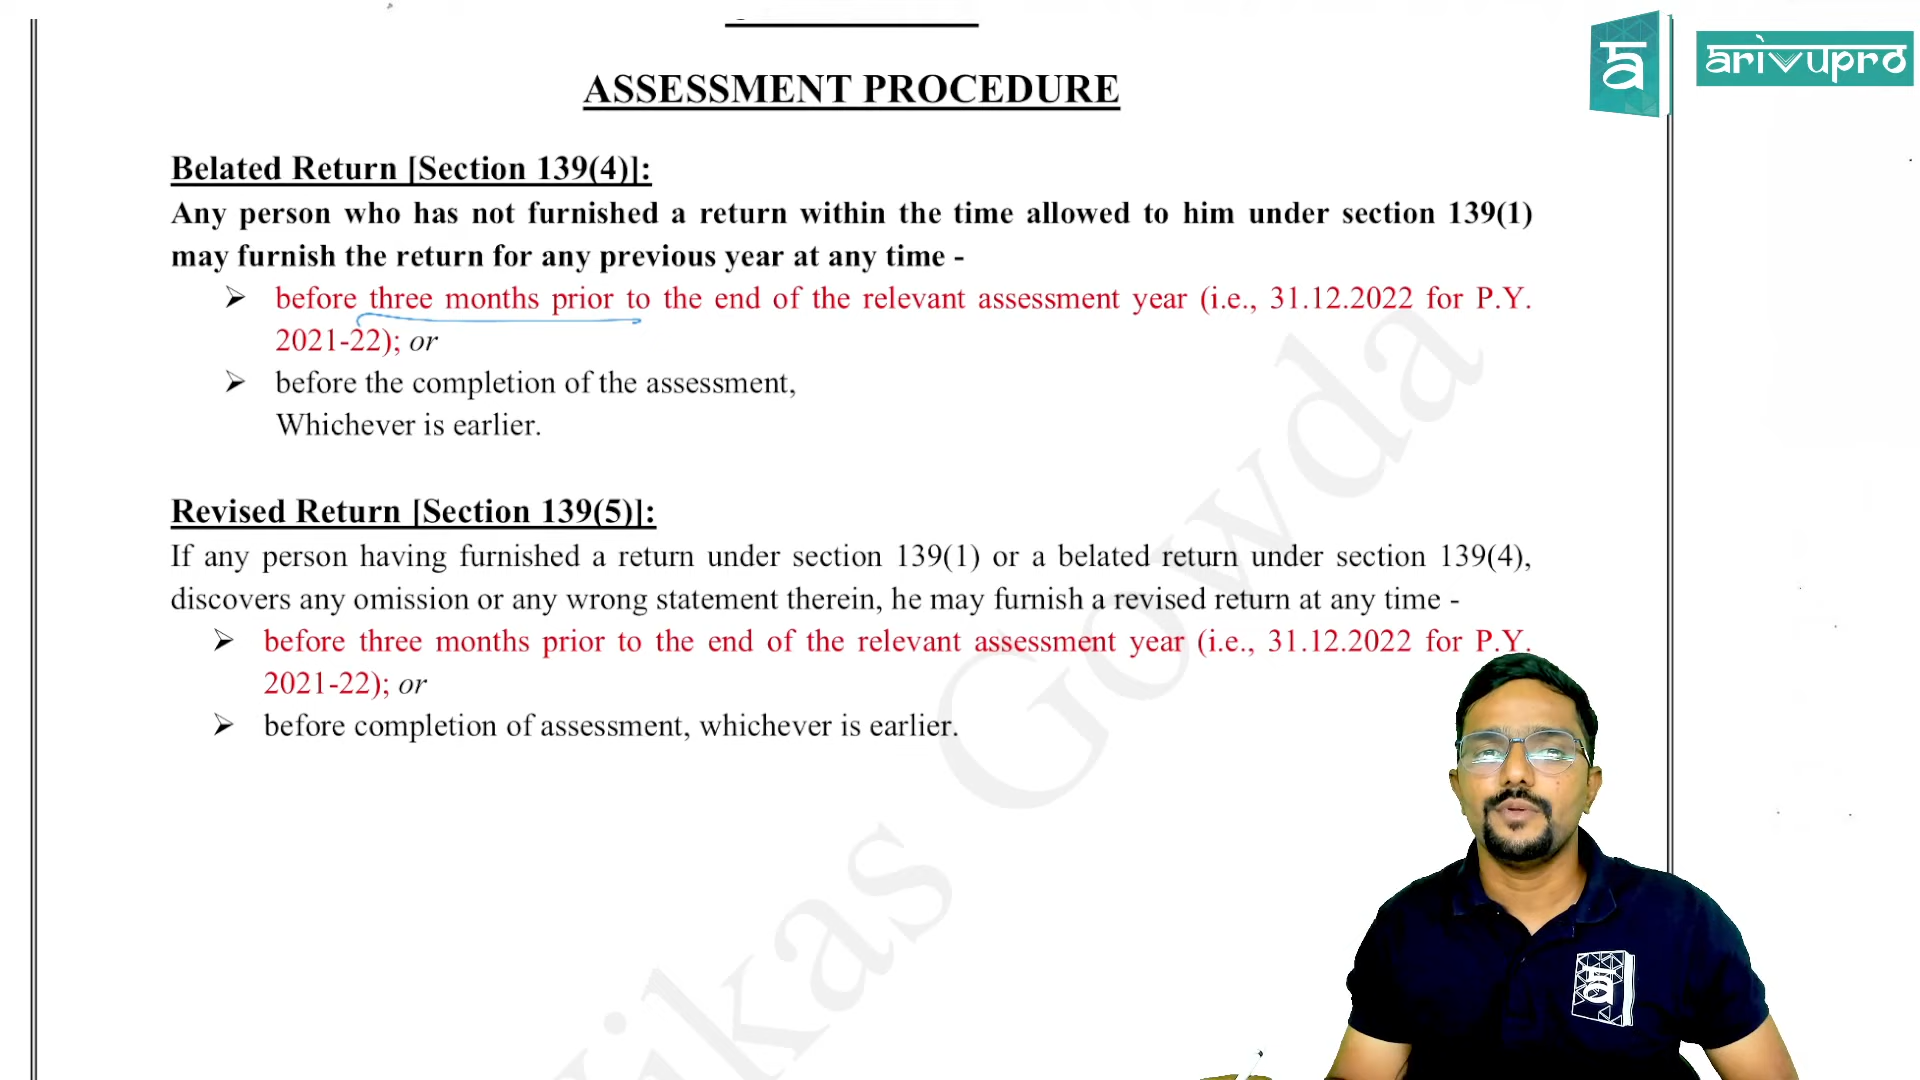 arivupro
ASSESSMENT PROCEDURE
Belated Return [Section 139(4)]:
Any person who has not furnished a return within the time allowed to him under section 139(1)
may furnish the return for any previous year at any time -
➢ before three months prior to the end of the relevant assessment year (i.e., 31.12.2022 for P.Y.
2021-22); or
➢ before the completion of the assessment,
Whichever is earlier.
Revised Return [Section 139(5)]:
If any person having furnished a return under section 139(1) or a belated return under section 139(4),
discovers any omission or any wrong statement therein, he may furnish a revised return at any time -
➢ before three months prior to the end of the relevant assessment year (i.e., 31.12.2022 for P.Y.
2021-22); or
➢ before completion of assessment, whichever is earlier.
Gowda